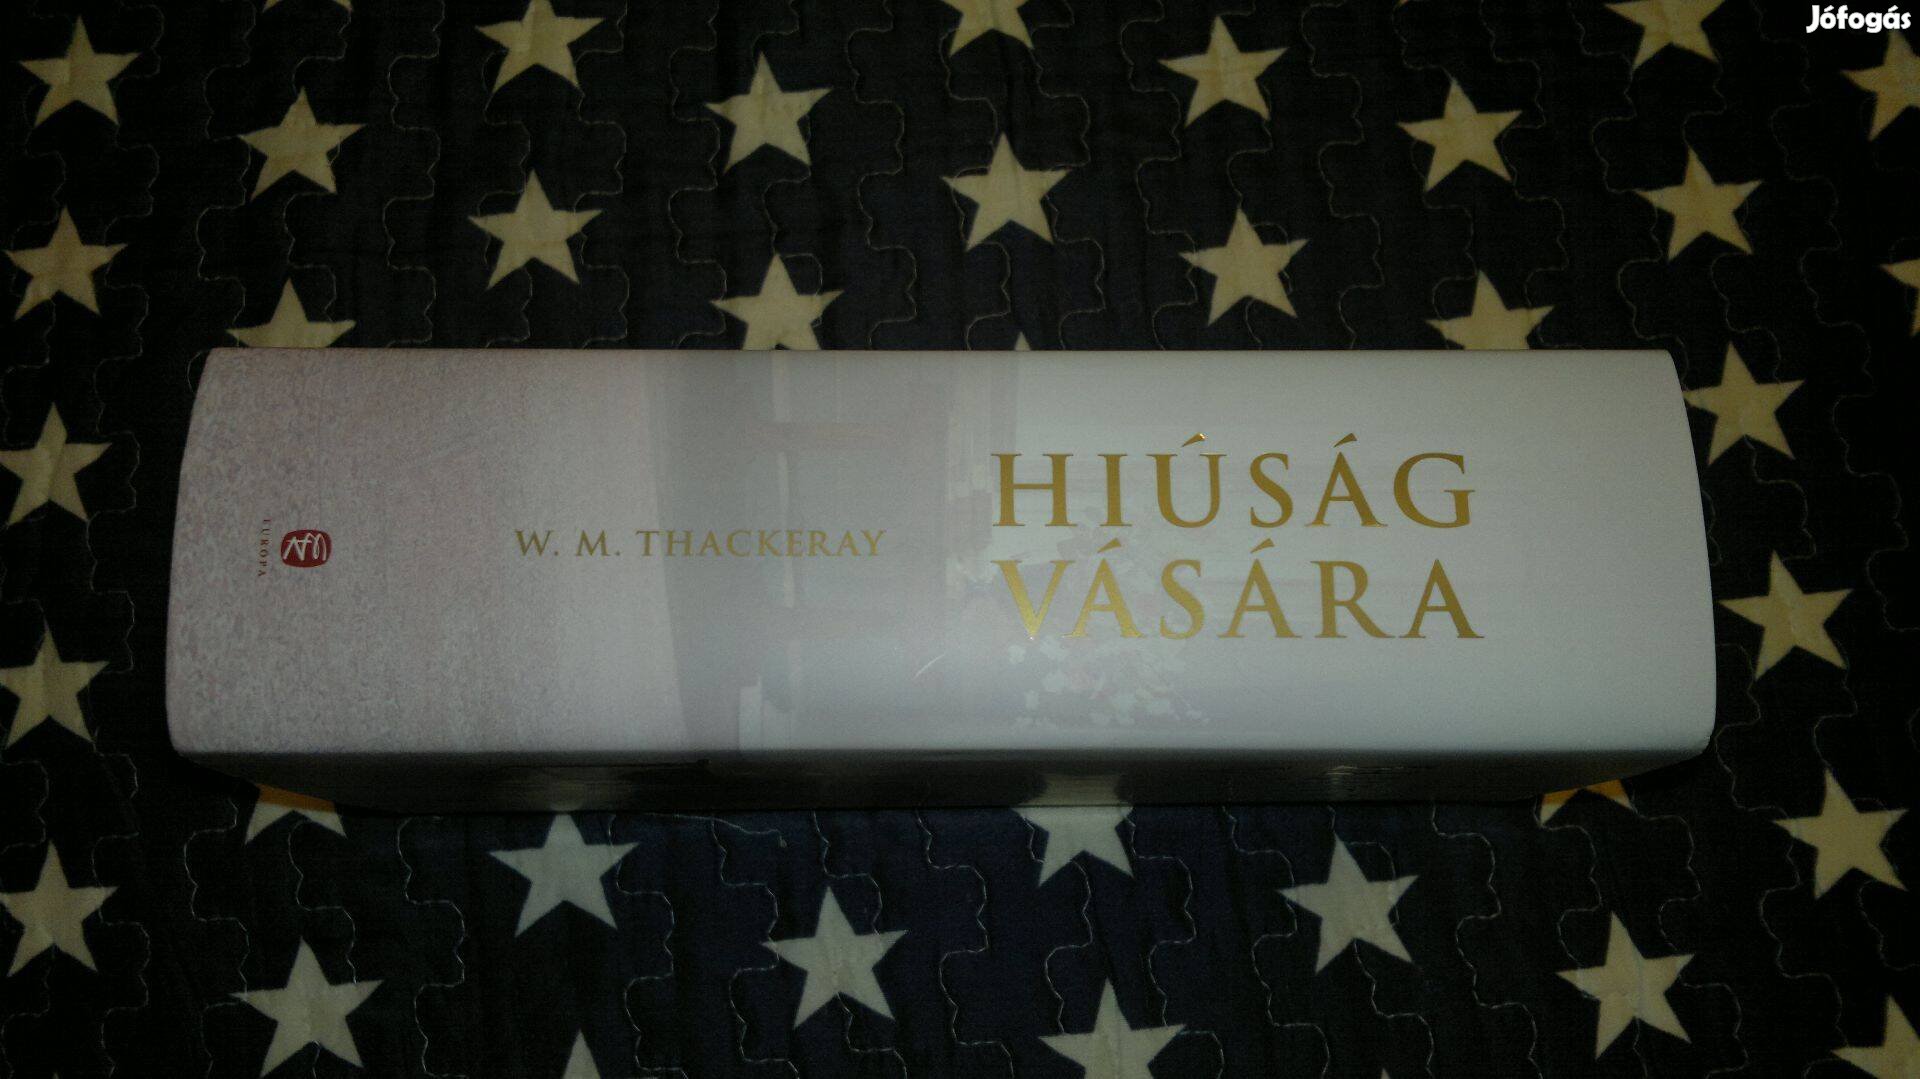 Jófogás
HIÚSÁG
VÁSÁRA
W. M. THACKERAY
EURÓPA